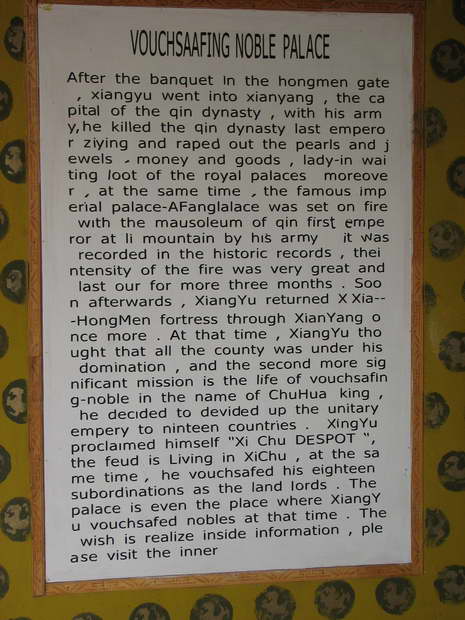 VOUCHSAAFING NOBLE PALACE
After the banquet In the hongmen gate
, xiangyu went into xianyang , the ca
pital of the qin dynasty , with his arm
y,he killed the qin dynasty last empero
r ziying and raped out the pearls and j
ewels , money and goods , lady-in wai
ting loot of the royal palaces moreove
r , at the same time , the famous imp
erial palace-AFanglalace was set on fire
with the mausoleum of qin first empe
ror at li mountain by his army it was
recorded in the historic records , thei
ntensity of the fire was very great and
last our for more three months . Soo
n afterwards , XiangYu returned X Xia--
-HongMen fortress through XianYang o
nce more . At that time , XiangYu tho
ught that all the county was under his
domination , and the second more sig
nificant mission is the life of vouchsafin
g-noble in the name of ChuHua king ,
he decided to devided up the unitary
empery to ninteen countries . XingYu
proclaimed himself "Xi Chu DESPOT ",
the feud is Living in XiChu , at the sa
me time , he vouchsafed his eighteen
subordinations as the land lords . The
palace is even the place where XiangY
u vouchsafed nobles at that time . The
wish is realize inside information , ple
ase visit the inner